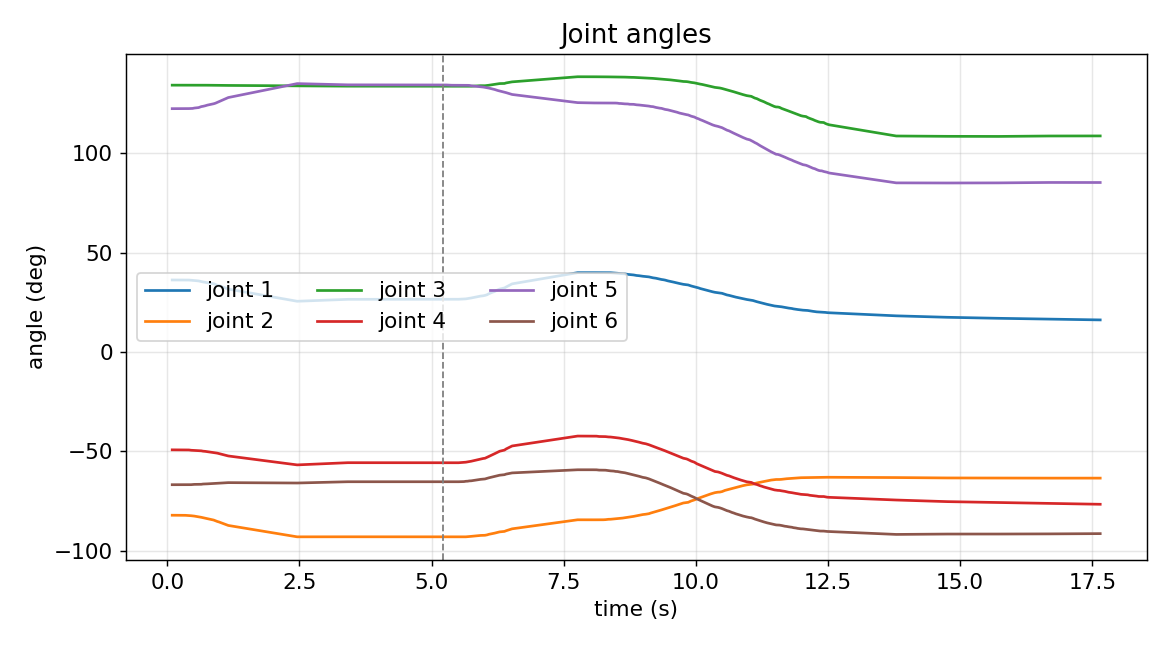 Joint angles
angle (deg)
100
50
0
−50
−100
joint 1 joint 3 joint 5
joint 2 joint 4 joint 6
0.0 2.5 5.0 7.5 10.0 12.5 15.0 17.5
time (s)